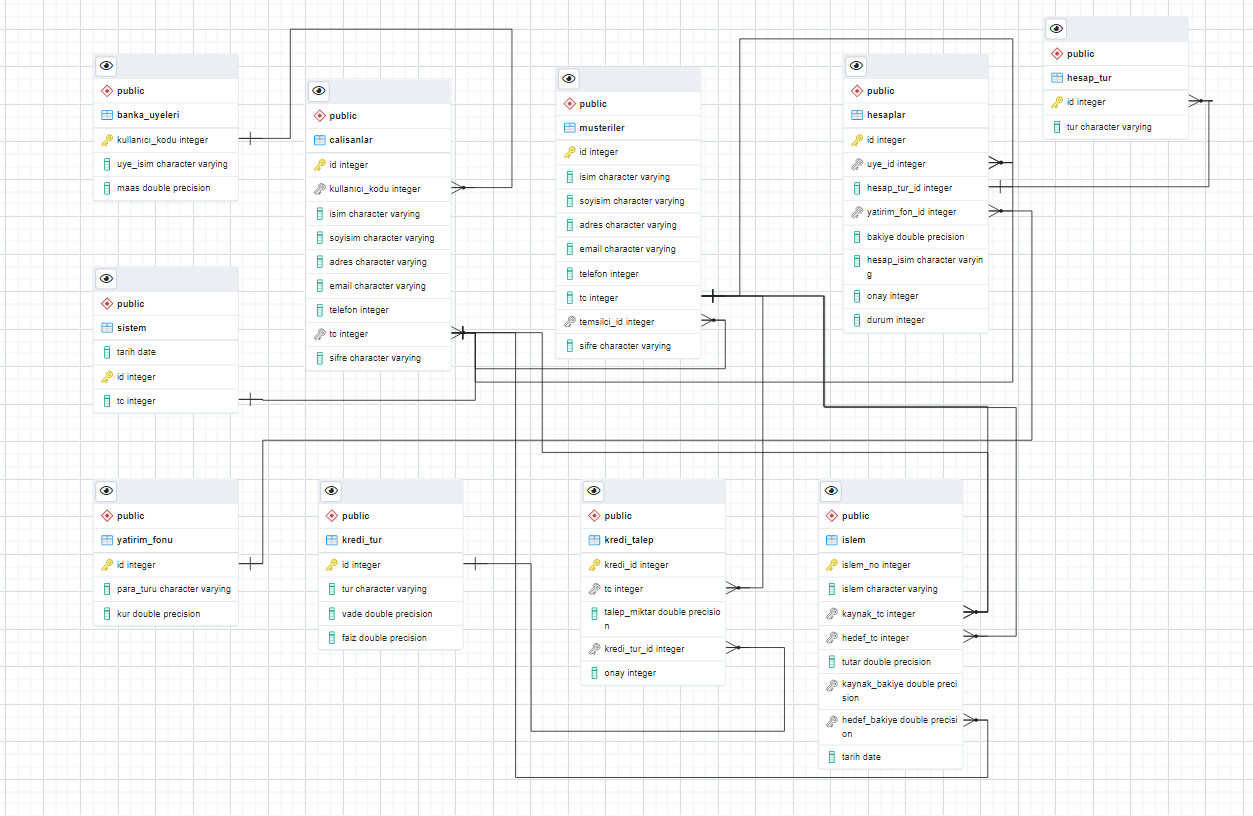 public
banka_uyeleri
kullanıcı_kodu integer
uye_isim character varying
maas double precision
public
calisanlar
id integer
kullanıcı_kodu integer
isim character varying
soyisim character varying
adres character varying
email character varying
telefon integer
tc integer
sifre character varying
public
musteriler
id integer
isim character varying
soyisim character varying
adres character varying
email character varying
telefon integer
tc integer
temsilci_id integer
sifre character varying
public
hesaplar
id integer
uye_id integer
hesap_tur_id integer
yatirim_fon_id integer
bakiye double precision
hesap_isim character varyin
g
onay integer
durum integer
public
hesap_tur
id integer
tur character varying
public
sistem
tarih date
id integer
tc integer
public
yatirim_fonu
id integer
para_turu character varying
kur double precision
public
kredi_tur
id integer
tur character varying
vade double precision
faiz double precision
public
kredi_talep
kredi_id integer
tc integer
talep_miktar double precisio
n
kredi_tur_id integer
onay integer
public
islem
islem_no integer
islem character varying
kaynak_tc integer
hedef_tc integer
tutar double precision
kaynak_bakiye double preci
sion
hedef_bakiye double precisi
on
tarih date